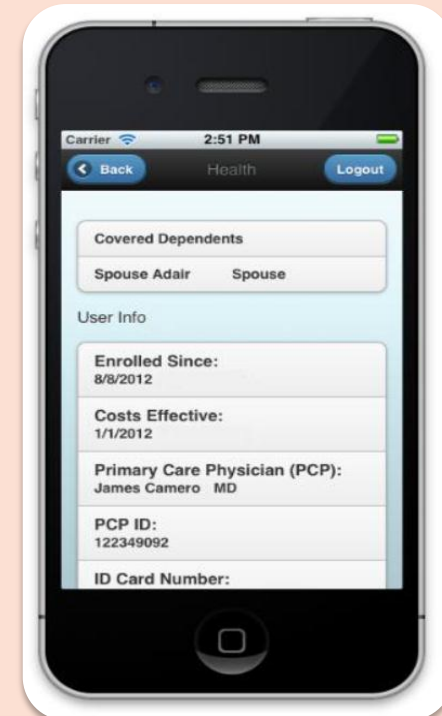 Carrier 2:51 PM
Back Health Logout
Covered Dependents
Spouse Adair Spouse
User Info
Enrolled Since:
8/8/2012
Costs Effective:
1/1/2012
Primary Care Physician (PCP):
James Camero MD
PCP ID:
122349092
ID Card Number: